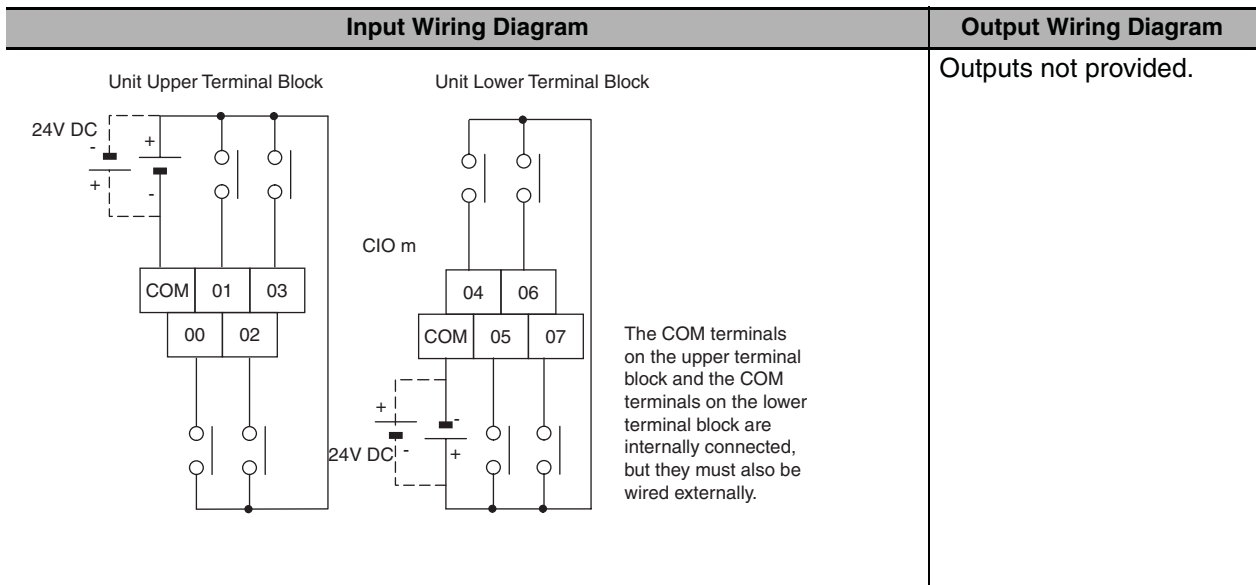 Input Wiring Diagram
Output Wiring Diagram
Outputs not provided.
Unit Upper Terminal Block
Unit Lower Terminal Block
24V DC
-
+
+
-
CIO m
COM 01 03
00 02
04 06
COM 05 07
+
-
24V DC
-
+
The COM terminals
on the upper terminal
block and the COM
terminals on the lower
terminal block are
internally connected,
but they must also be
wired externally.